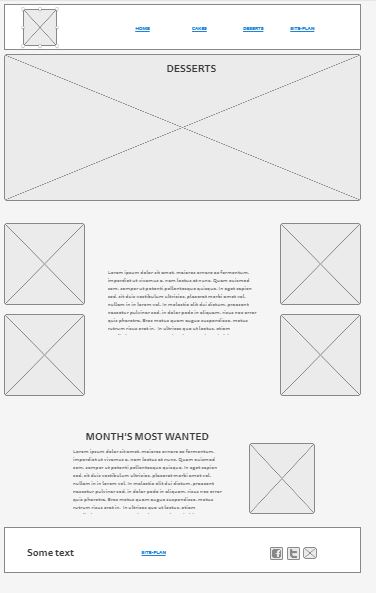 HOME CAKES DESSERTS SITE-PLAN
DESSERTS
Lorem ipsum dolor sit amet, maiores ornare ac fermentum,
imperdiet ut vivamus a, nam lectus at nunc. Quam euismod
sem, semper ut potenti pellentesque quisque. In eget sapien
sed, sit duis vestibulum ultricies, placerat morbi amet vel,
nullam in in lorem vel. In molestie elit dui dictum, praesent
nascetur pulvinar sed, in dolor pede in aliquam, risus nec error
quis pharetra. Eros metus quam augue suspendisse, metus
rutrum risus erat in. In ultrices quo ut lectus, etiam
MONTH'S MOST WANTED
Lorem ipsum dolor sit amet, maiores ornare ac fermentum,
imperdiet ut vivamus a, nam lectus at nunc. Quam euismod
sem, semper ut potenti pellentesque quisque. In eget sapien
sed, sit duis vestibulum ultricies, placerat morbi amet vel,
nullam in in lorem vel. In molestie elit dui dictum, praesent
nascetur pulvinar sed, in dolor pede in aliquam, risus nec error
quis pharetra. Eros metus quam augue suspendisse, metus
rutrum risus erat in. In ultrices quo ut lectus, etiam
Some text SITE-PLAN